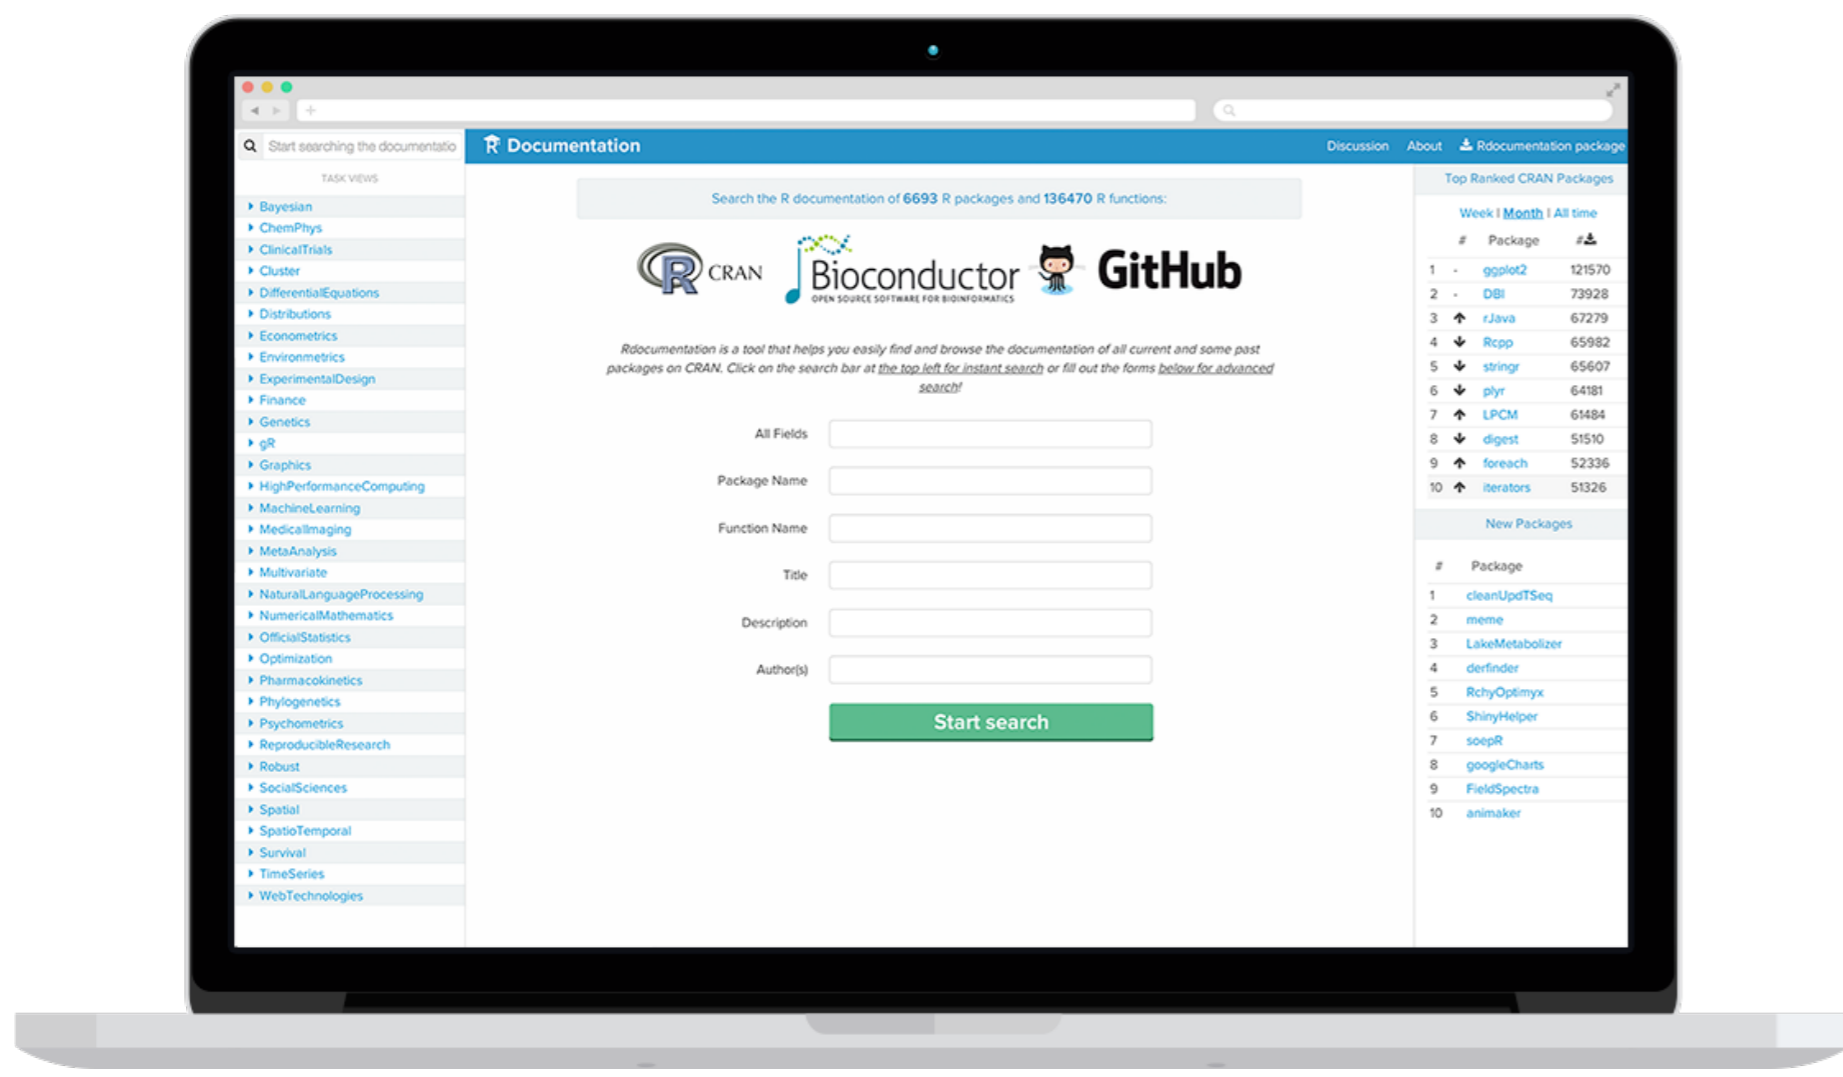 Start searching the documentatio
TASK VIEWS
Bayesian
ChemPhys
ClinicalTrials
Cluster
DifferentialEquations
Distributions
Econometrics
Environmetrics
ExperimentalDesign
Finance
Genetics
gR
Graphics
HighPerformanceComputing
MachineLearning
MedicalImaging
MetaAnalysis
Multivariate
NaturalLanguageProcessing
NumericalMathematics
OfficialStatistics
Optimization
Pharmacokinetics
Phylogenetics
Psychometrics
ReproducibleResearch
Robust
SocialSciences
Spatial
SpatioTemporal
Survival
TimeSeries
WebTechnologies
R Documentation
Discussion About Rdocumentation package
Search the R documentation of 6693 R packages and 136470 R functions:
R CRAN
Bioconductor
OPEN SOURCE SOFTWARE FOR BIOINFORMATICS
GitHub
Rdocumentation is a tool that helps you easily find and browse the documentation of all current and some past
packages on CRAN. Click on the search bar at the top left for instant search or fill out the forms below for advanced
search!
All Fields
Package Name
Function Name
Title
Description
Author(s)
Start search
Top Ranked CRAN Packages
Week | Month | All time
# Package #
1 - ggplot2 121570
2 - DBI 73928
3 rJava 67279
4 Rcpp 65982
5 stringr 65607
6 plyr 64181
7 LPCM 61484
8 digest 51510
9 foreach 52336
10 iterators 51326
New Packages
# Package
1 cleanUpdTSeq
2 meme
3 LakeMetabolizer
4 derfinder
5 RchyOptimyx
6 ShinyHelper
7 soepR
8 googleCharts
9 FieldSpectra
10 animaker